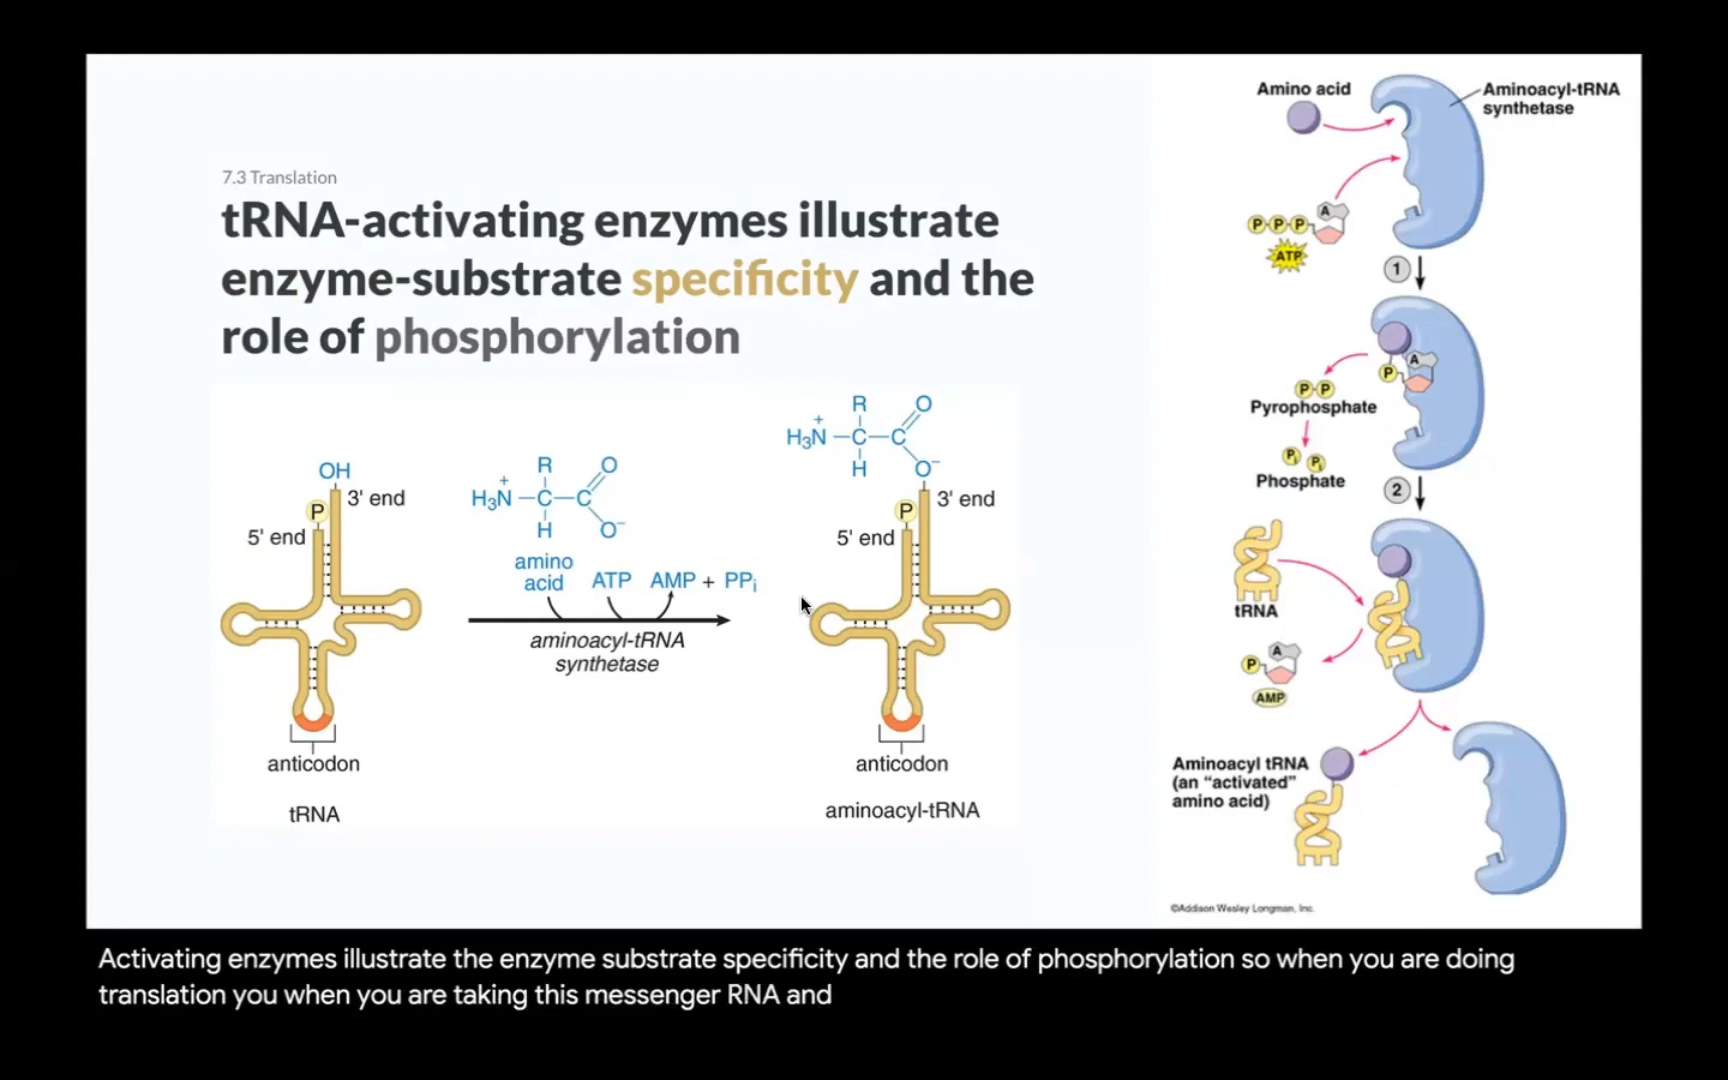 7.3 Translation
tRNA-activating enzymes illustrate
enzyme-substrate specificity and the
role of phosphorylation
OH
3' end
P
5' end
anticodon
tRNA
R
O
H₃N⁺ — C — C
H
O⁻
amino
acid
ATP
AMP + PPᵢ
aminoacyl-tRNA
synthetase
R
O
H₃N⁺ — C — C
H
O⁻
3' end
P
5' end
anticodon
aminoacyl-tRNA
Amino acid
Aminoacyl-tRNA
synthetase
P P P A
ATP
1
A
P
P P
Pyrophosphate
Pᵢ Pᵢ
Phosphate
2
tRNA
A
P
AMP
Aminoacyl tRNA
(an “activated”
amino acid)
©Addison Wesley Longman, Inc.
Activating enzymes illustrate the enzyme substrate specificity and the role of phosphorylation so when you are doing
translation you when you are taking this messenger RNA and